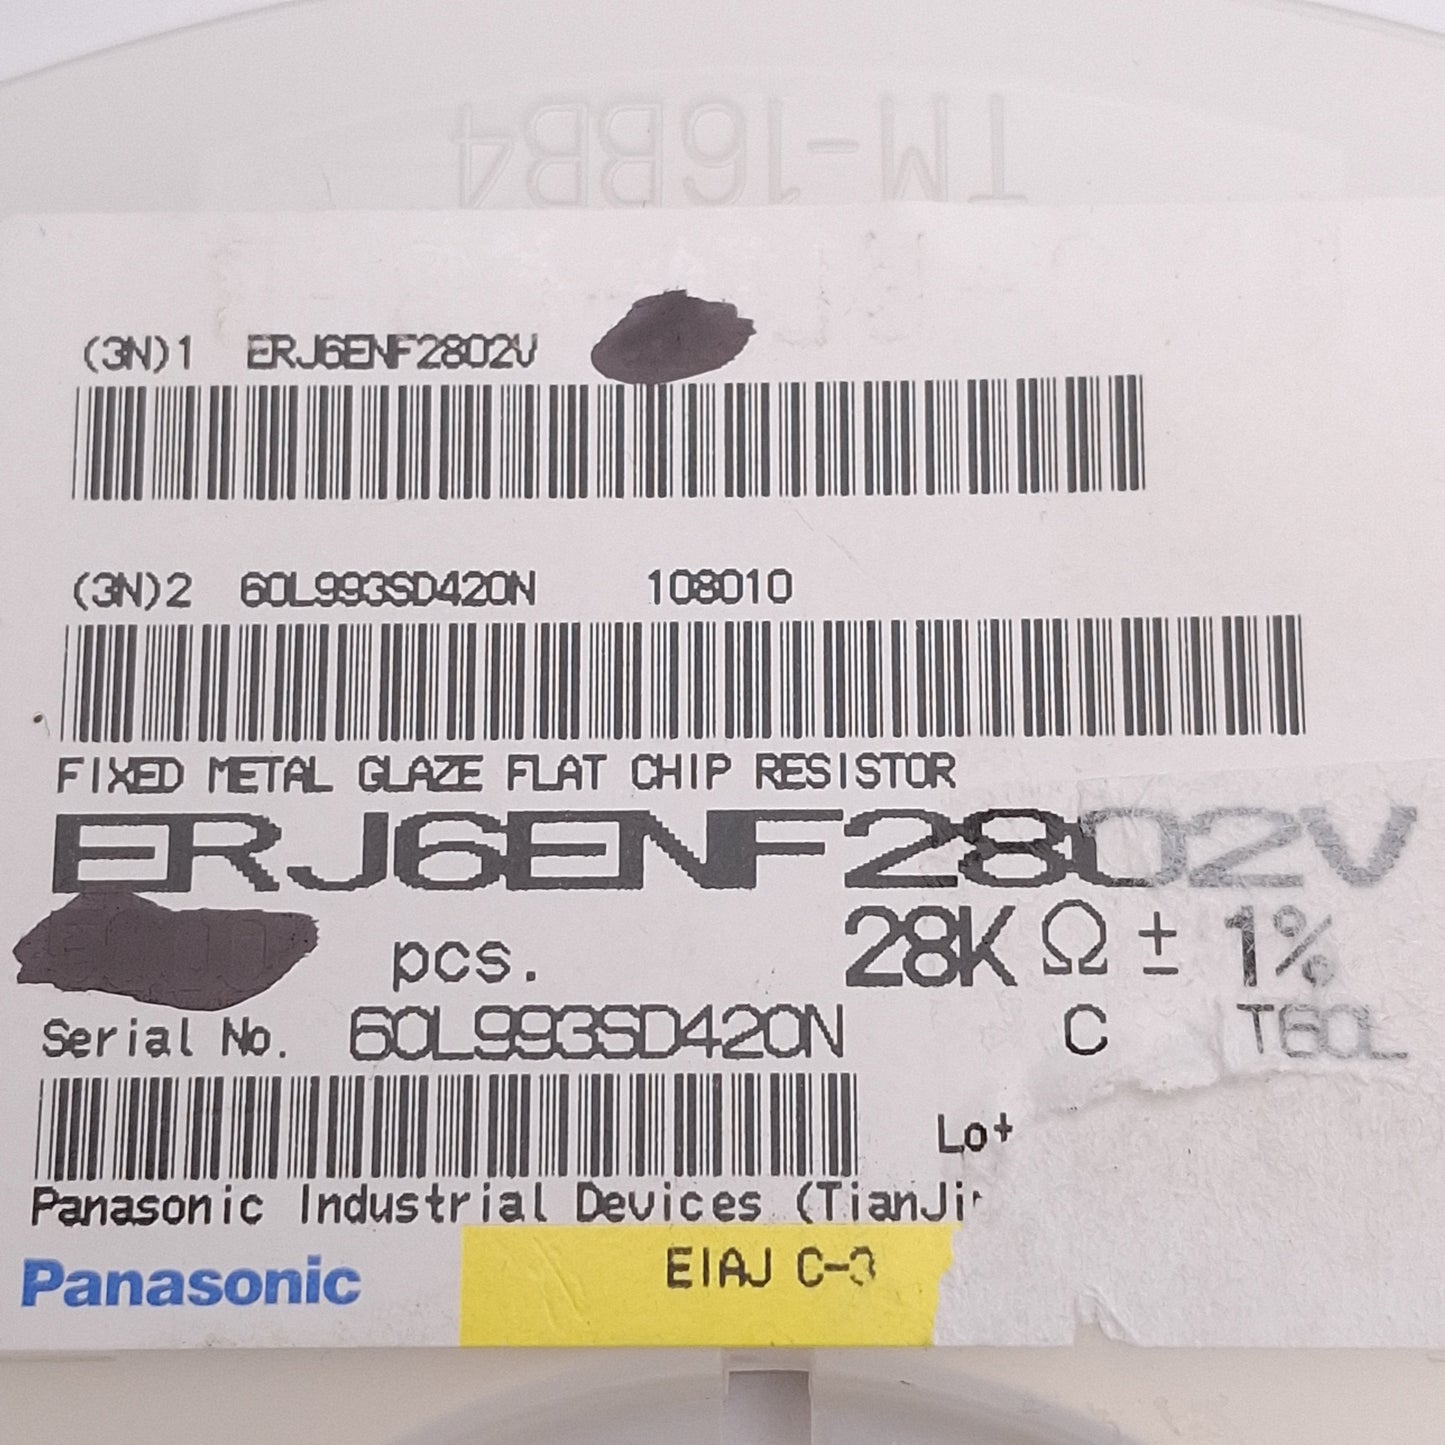 TM-16BB4
(3N)1 ERJ6ENF2802V
(3N)2 60L993SD420N 108010
FIXED METAL GLAZE FLAT CHIP RESISTOR
ERJ6ENF2802V
pcs. 28K Ω ± 1%
Serial No. 60L993SD420N C T60L
Lot
Panasonic Industrial Devices (TianJi
Panasonic
EIAJ C-3